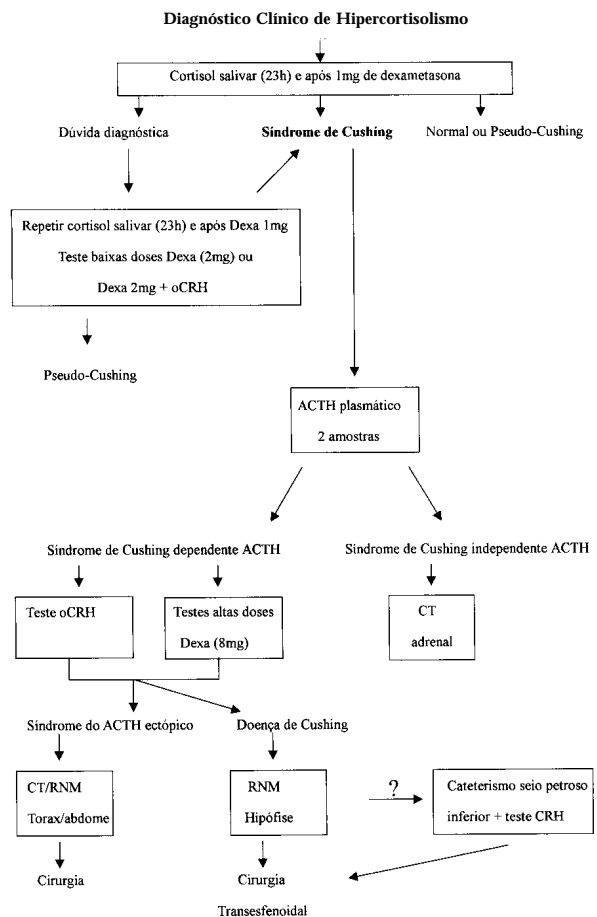 Diagnóstico Clínico de Hipercortisolismo
Cortisol salivar (23h) e após 1mg de dexametasona
Dúvida diagnóstica
Síndrome de Cushing
Normal ou Pseudo-Cushing
Repetir cortisol salivar (23h) e após Dexa 1mg
Teste baixas doses Dexa (2mg) ou
Dexa 2mg + oCRH
Pseudo-Cushing
ACTH plasmático
2 amostras
Síndrome de Cushing dependente ACTH
Síndrome de Cushing independente ACTH
Teste oCRH
Testes altas doses
Dexa (8mg)
CT
adrenal
Síndrome do ACTH ectópico
Doença de Cushing
CT/RNM
Torax/abdome
RNM
Hipófise
?
Cateterismo seio petroso
inferior + teste CRH
Cirurgia
Cirurgia
Transesfenoidal